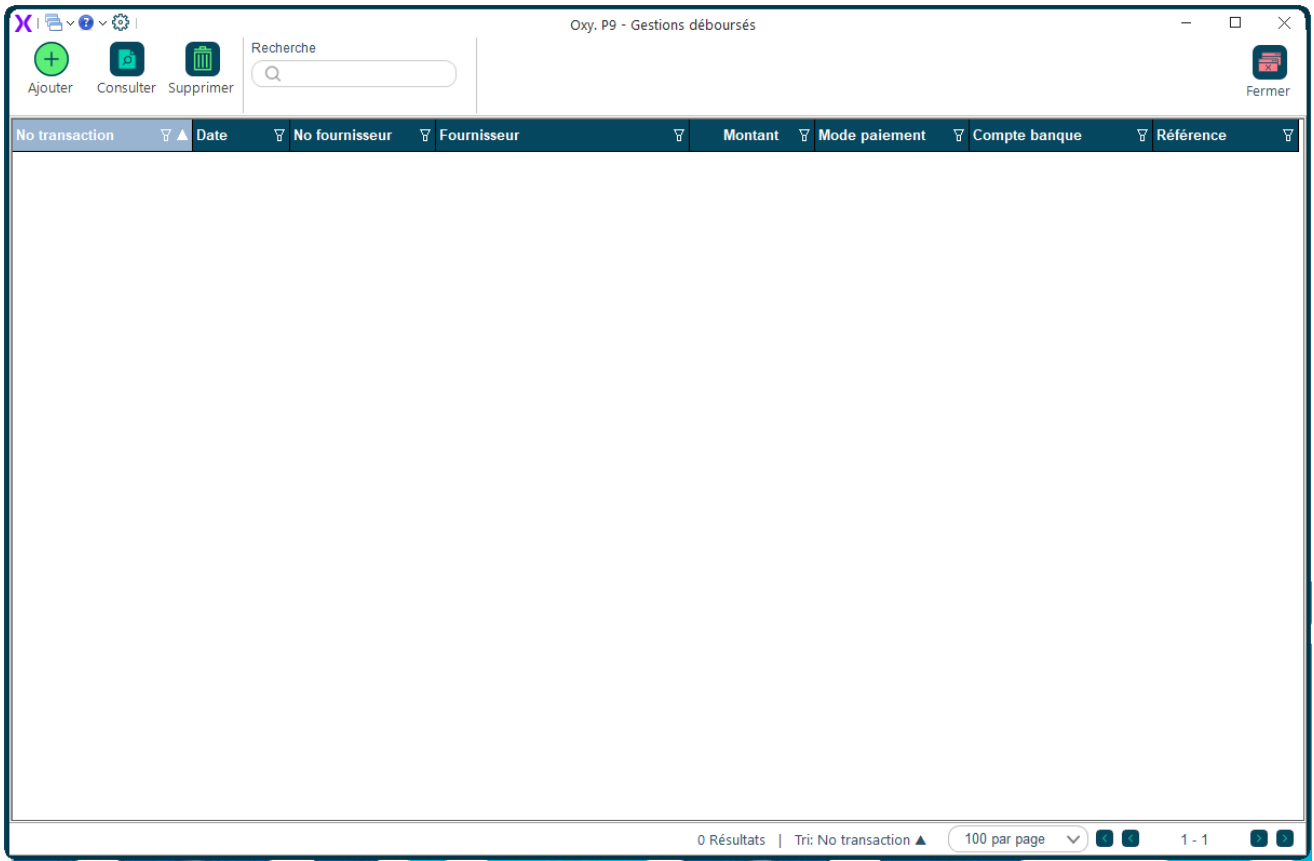 Oxy. P9 - Gestions déboursés
Ajouter
Consulter
Supprimer
Recherche
Fermer
No transaction Date No fournisseur Fournisseur Montant Mode paiement Compte banque Référence
0 Résultats | Tri: No transaction ▲ 100 par page 1 - 1